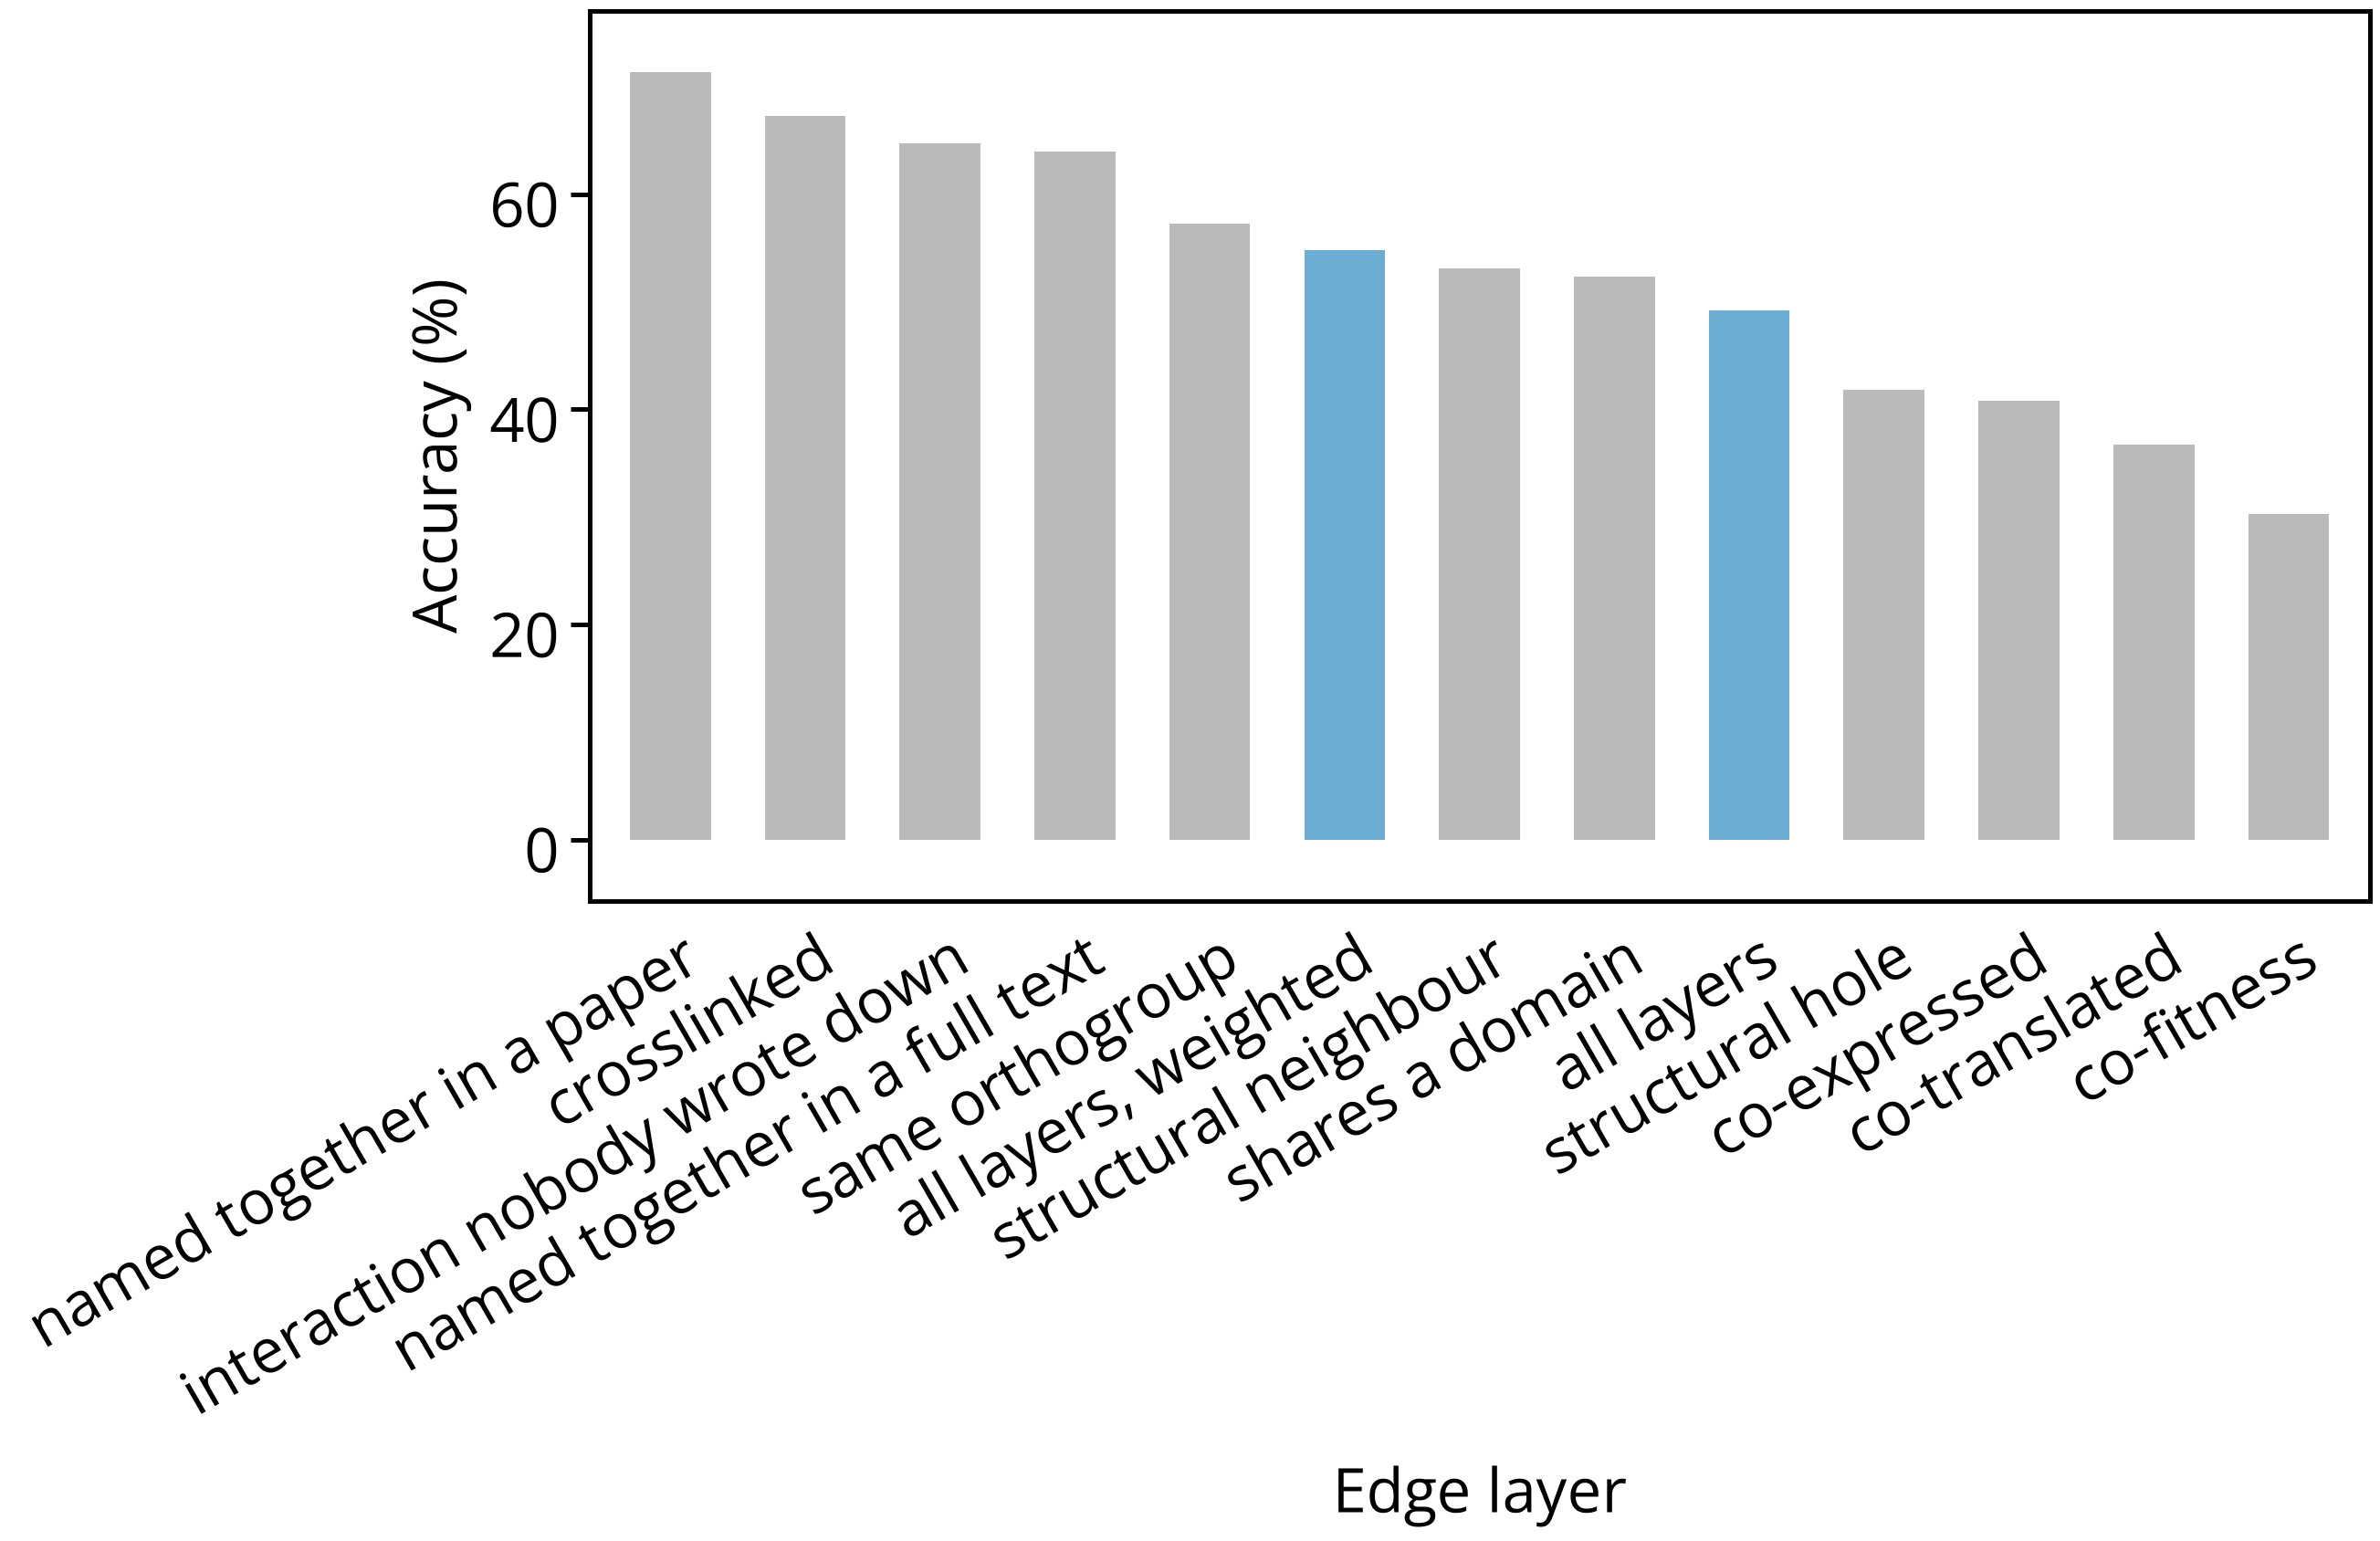 Accuracy (%)
60
40
20
0
named together in a paper
crosslinked
interaction nobody wrote down
named together in a full text
same orthogroup
all layers, weighted
structural neighbour
shares a domain
all layers
structural hole
co-expressed
co-translated
co-fitness
Edge layer